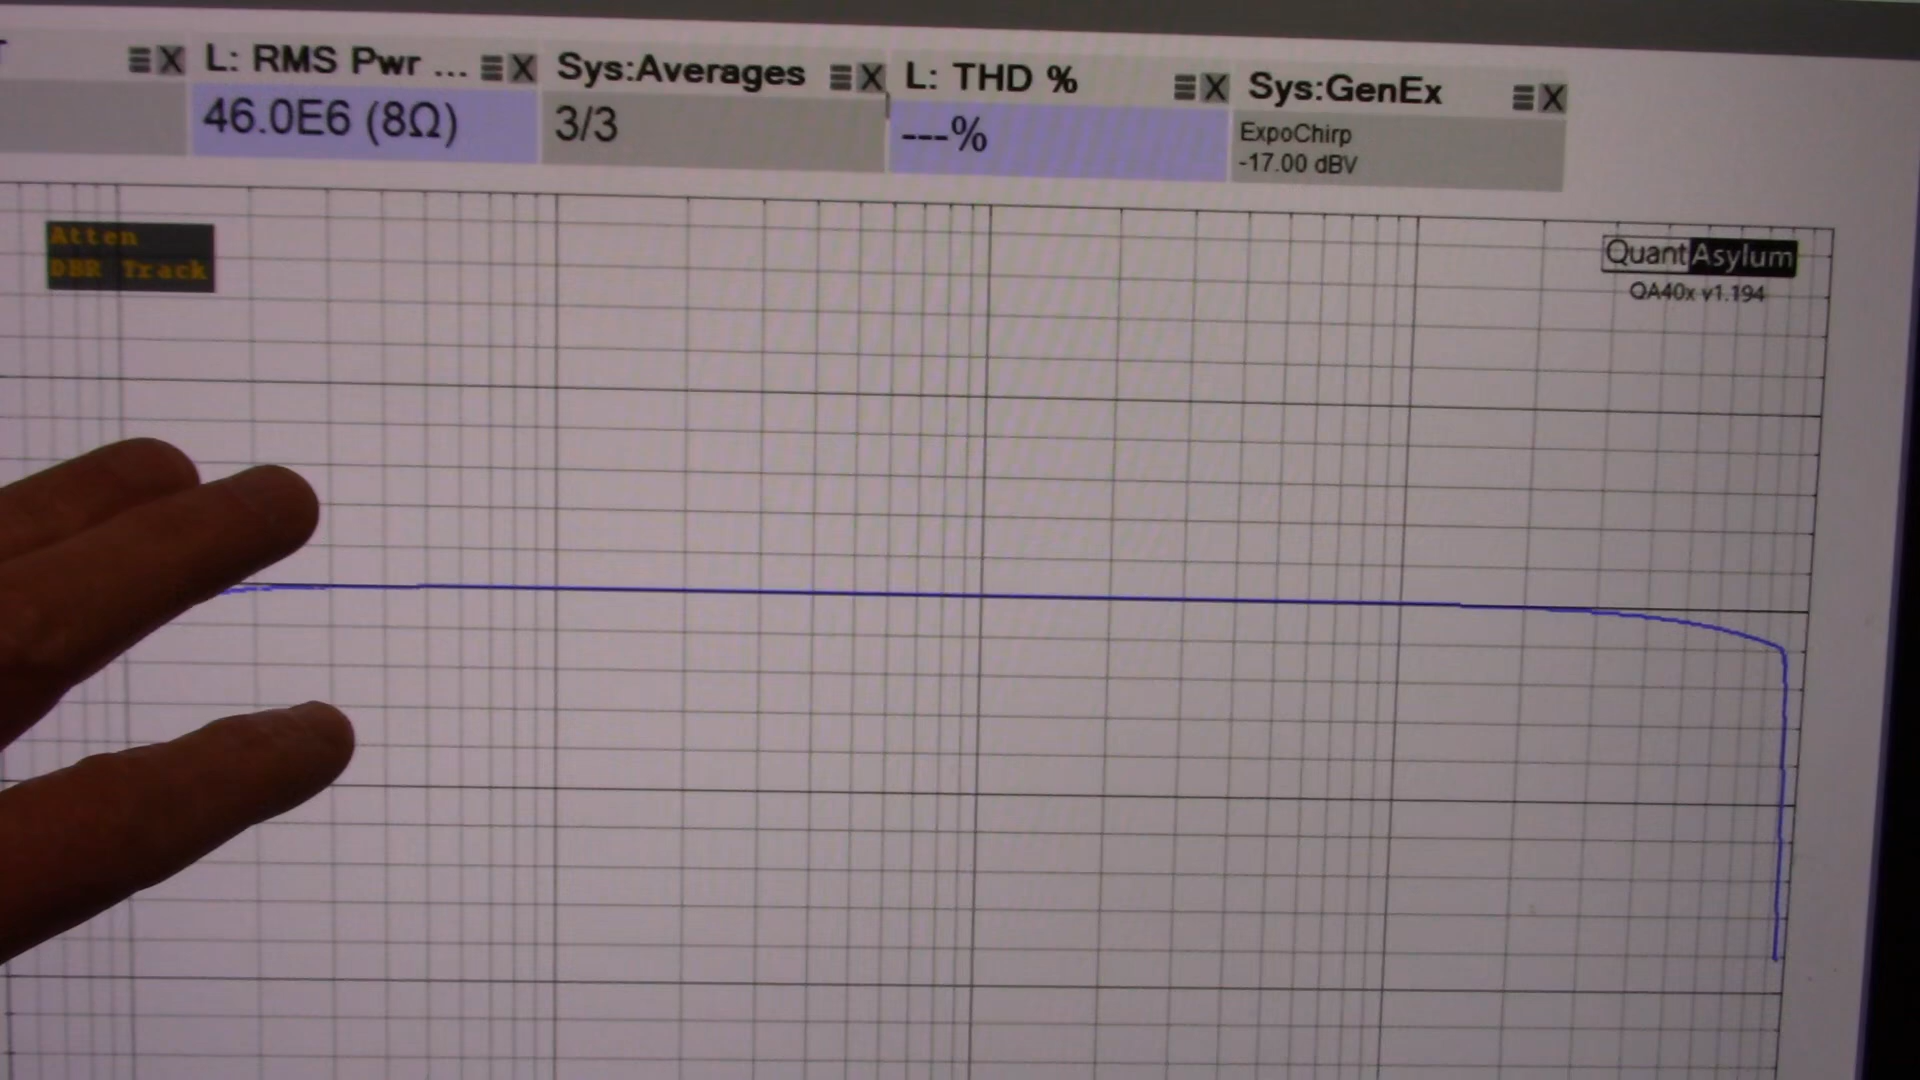 L: RMS Pwr ...
46.0E6 (8Ω)
Sys:Averages
3/3
L: THD %
---%
Sys:GenEx
ExpoChirp
-17.00 dBV
Atten
DBR Track
QuantAsylum
QA40x v1.194